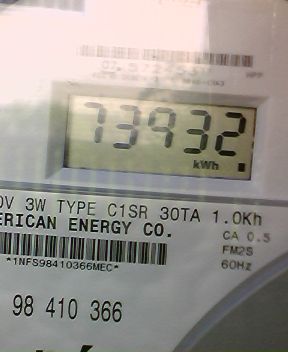 73932
kWh
0V 3W TYPE C1SR 30TA 1.0Kh
ERICAN ENERGY CO.
CA 0.5
FM2S
60Hz
*1NFS98410366MEC*
98 410 366